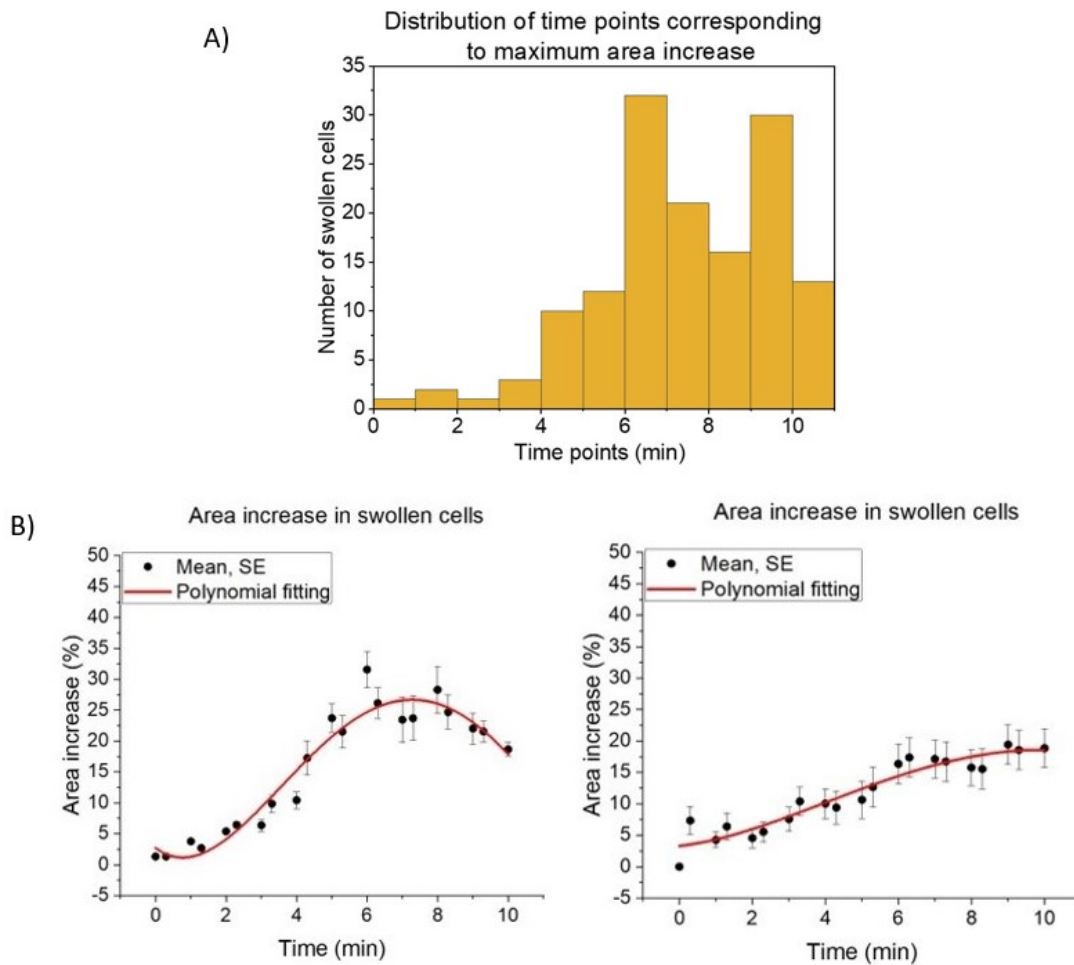 A)
Distribution of time points corresponding
to maximum area increase
Number of swollen cells
35
30
25
20
15
10
5
0
0 2 4 6 8 10
Time points (min)
B)
Area increase in swollen cells
Mean, SE
Polynomial fitting
Area increase (%)
50
45
40
35
30
25
20
15
10
5
0
-5
0 2 4 6 8 10
Time (min)
Area increase in swollen cells
Mean, SE
Polynomial fitting
Area increase (%)
50
45
40
35
30
25
20
15
10
5
0
-5
0 2 4 6 8 10
Time (min)